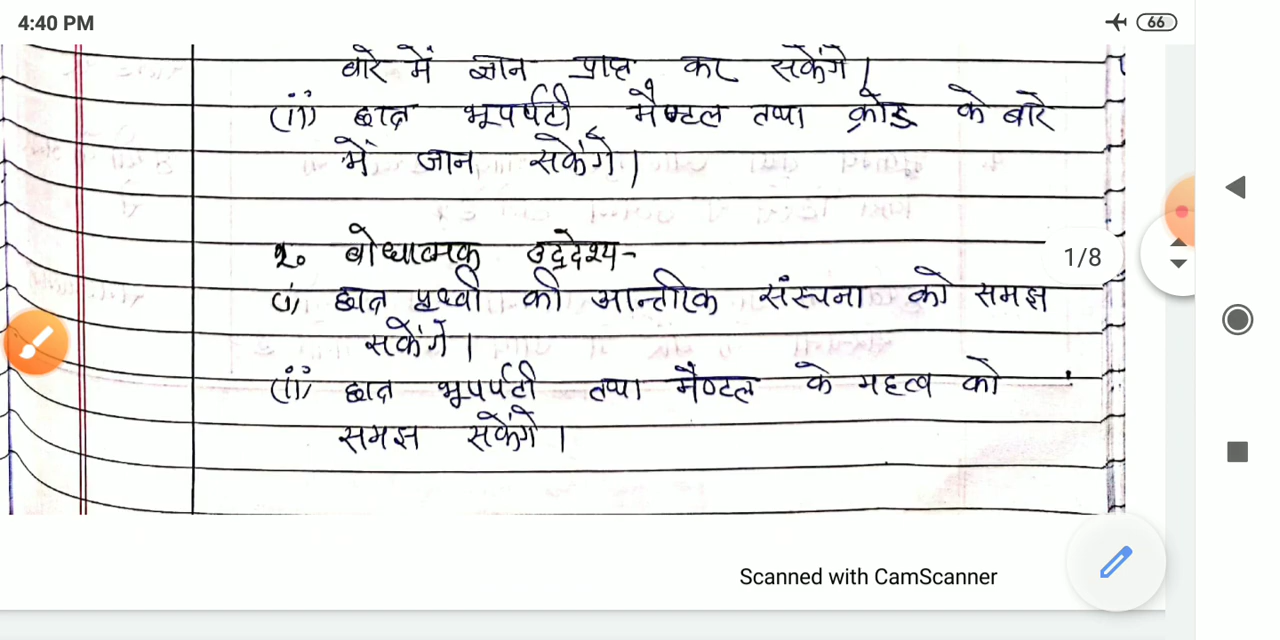 4:40 PM
66
बारे में ज्ञान प्राप्त कर सकेंगे।
(ii) छात्र भूपर्पटी, मैण्टल तथा क्रोड के बारे
में जान सकेंगे।
1/8
2. बोधात्मक उद्देश्य-
(i) छात्र पृथ्वी की आन्तरिक संरचना को समझ
सकेंगे।
(ii) छात्र भूपर्पटी तथा मैण्टल के महत्व को
समझ सकेंगे।
Scanned with CamScanner